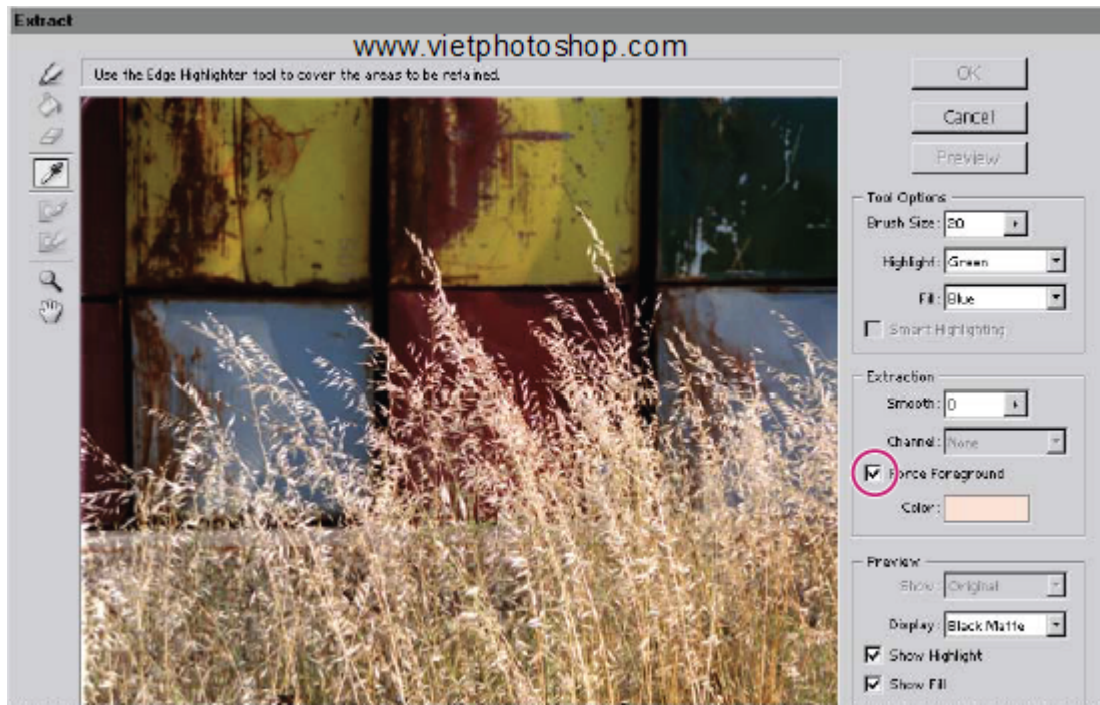 Extract
www.vietphotoshop.com
Use the Edge Highlighter tool to cover the areas to be retained.
OK
Cancel
Preview
Tool Options
Brush Size: 20
Highlight: Green
Fill: Blue
Smart Highlighting
Extraction
Smooth: 0
Channel: None
Force Foreground
Color:
Preview
Show: Original
Display: Black Matte
Show Highlight
Show Fill